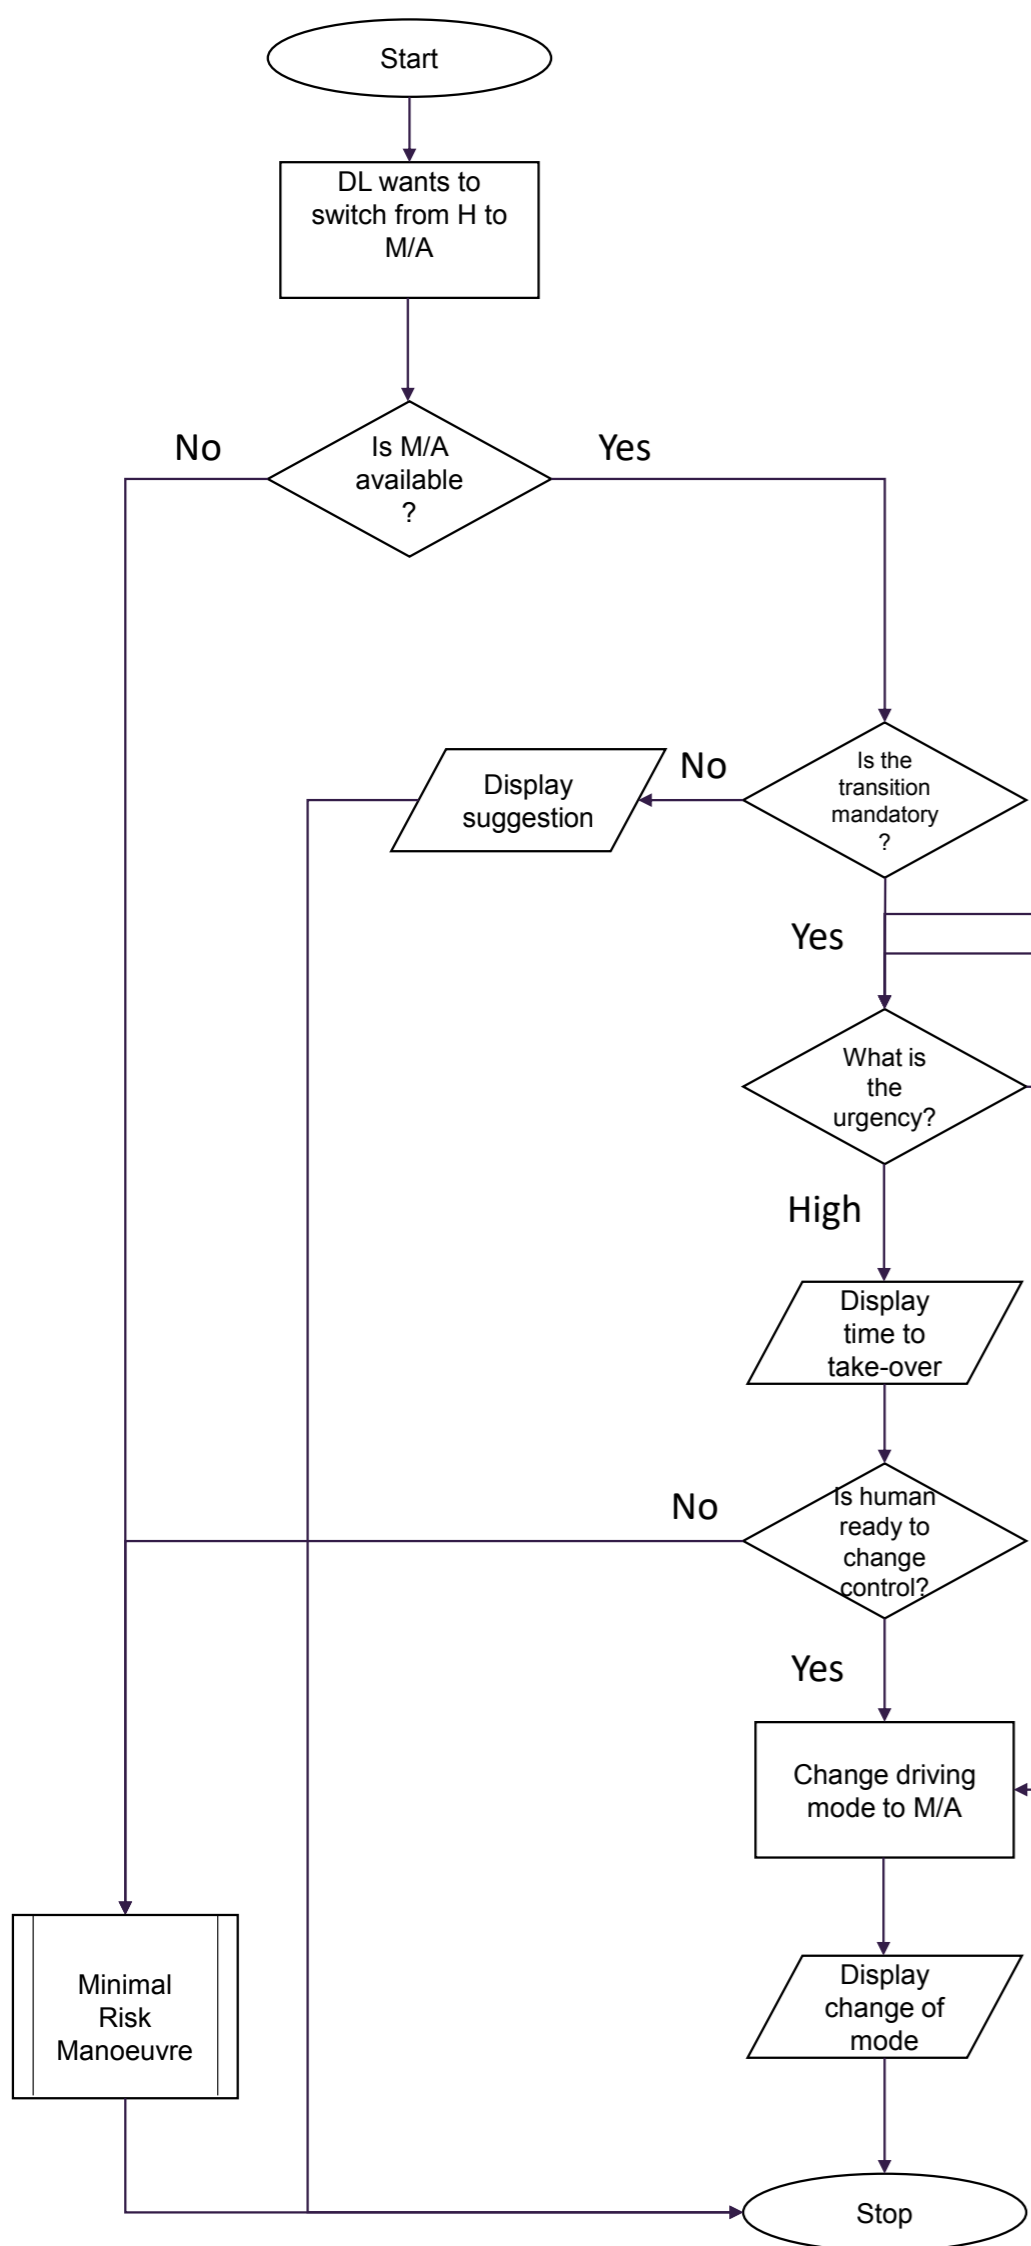 Start
DL wants to
switch from H to
M/A
No
Is M/A
available
?
Yes
Display
suggestion
No
Is the
transition
mandatory
?
Yes
What is
the
urgency?
High
Display
time to
take-over
No
Is human
ready to
change
control?
Yes
Change driving
mode to M/A
Minimal
Risk
Manoeuvre
Display
change of
mode
Stop